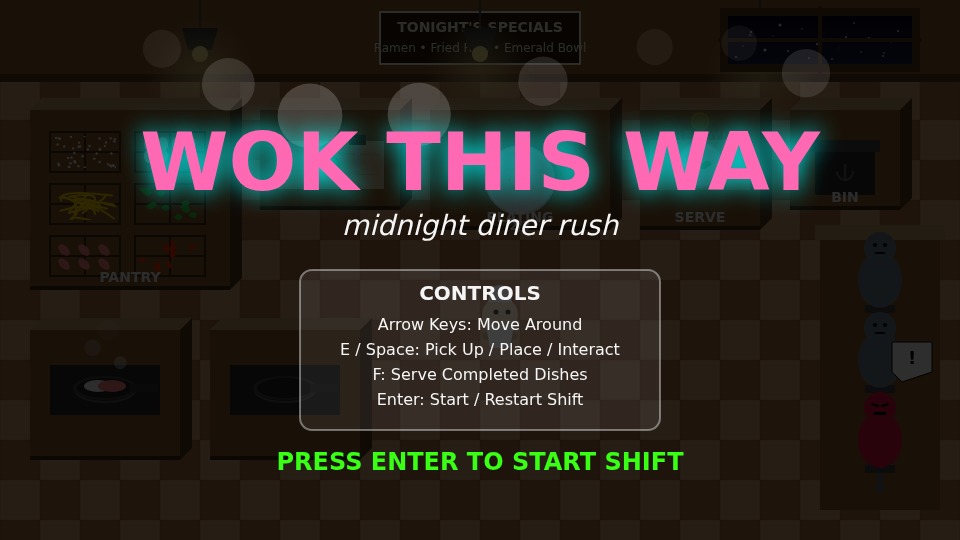 TONIGHT'S SPECIALS
Ramen • Fried • Emerald Bowl
WOK THIS WAY
BIN
SERVE
midnight diner rush
PANTRY
CONTROLS
Arrow Keys: Move Around
E / Space: Pick Up / Place / Interact
F: Serve Completed Dishes
Enter: Start / Restart Shift
!
PRESS ENTER TO START SHIFT